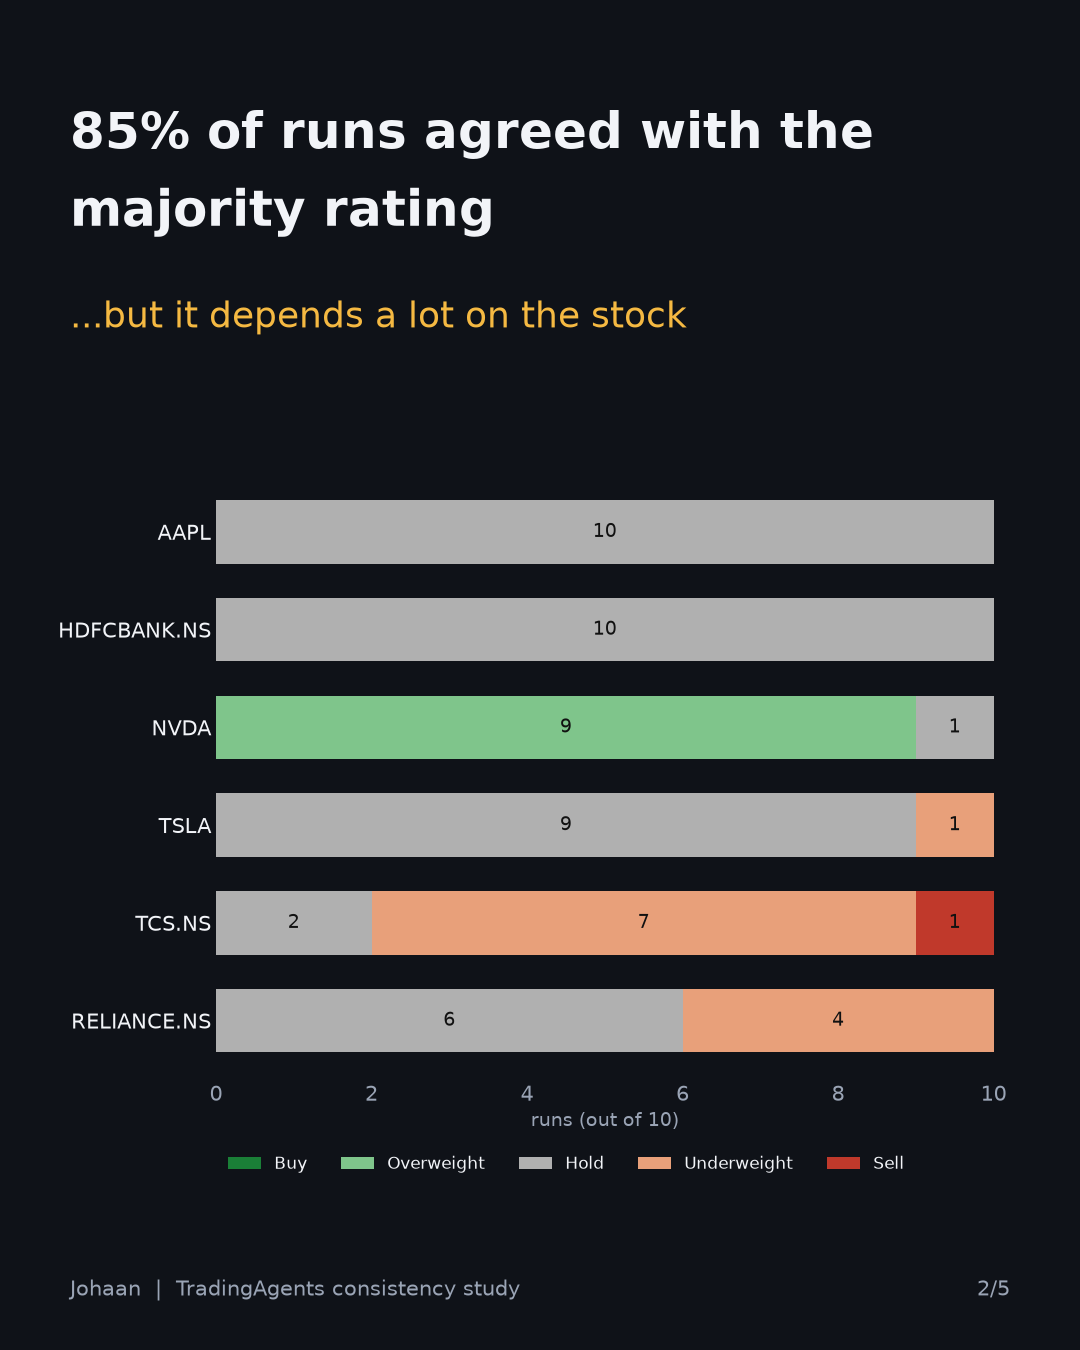 85% of runs agreed with the
majority rating
...but it depends a lot on the stock
AAPL 10
HDFCBANK.NS 10
NVDA 9 1
TSLA 9 1
TCS.NS 2 7 1
RELIANCE.NS 6 4
0 2 4 6 8 10
runs (out of 10)
Buy Overweight Hold Underweight Sell
Johaan | TradingAgents consistency study 2/5